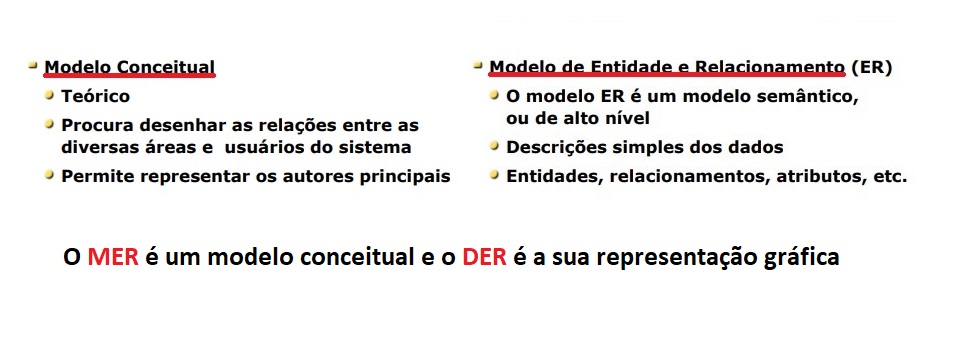 Modelo Conceitual
Teórico
Procura desenhar as relações entre as
diversas áreas e usuários do sistema
Permite representar os autores principais
Modelo de Entidade e Relacionamento (ER)
O modelo ER é um modelo semântico,
ou de alto nível
Descrições simples dos dados
Entidades, relacionamentos, atributos, etc.
O MER é um modelo conceitual e o DER é a sua representação gráfica